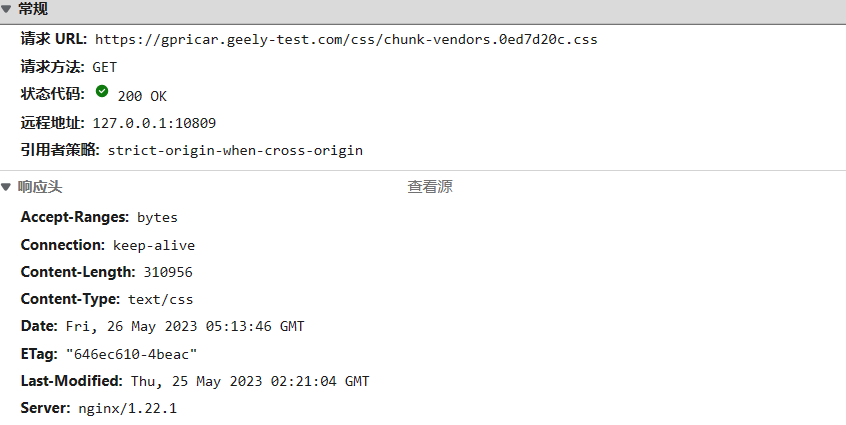 常规
请求 URL: https://gpricar.geely-test.com/css/chunk-vendors.0ed7d20c.css
请求方法: GET
状态代码: 200 OK
远程地址: 127.0.0.1:10809
引用者策略: strict-origin-when-cross-origin
响应头 查看源
Accept-Ranges: bytes
Connection: keep-alive
Content-Length: 310956
Content-Type: text/css
Date: Fri, 26 May 2023 05:13:46 GMT
ETag: "646ec610-4beac"
Last-Modified: Thu, 25 May 2023 02:21:04 GMT
Server: nginx/1.22.1